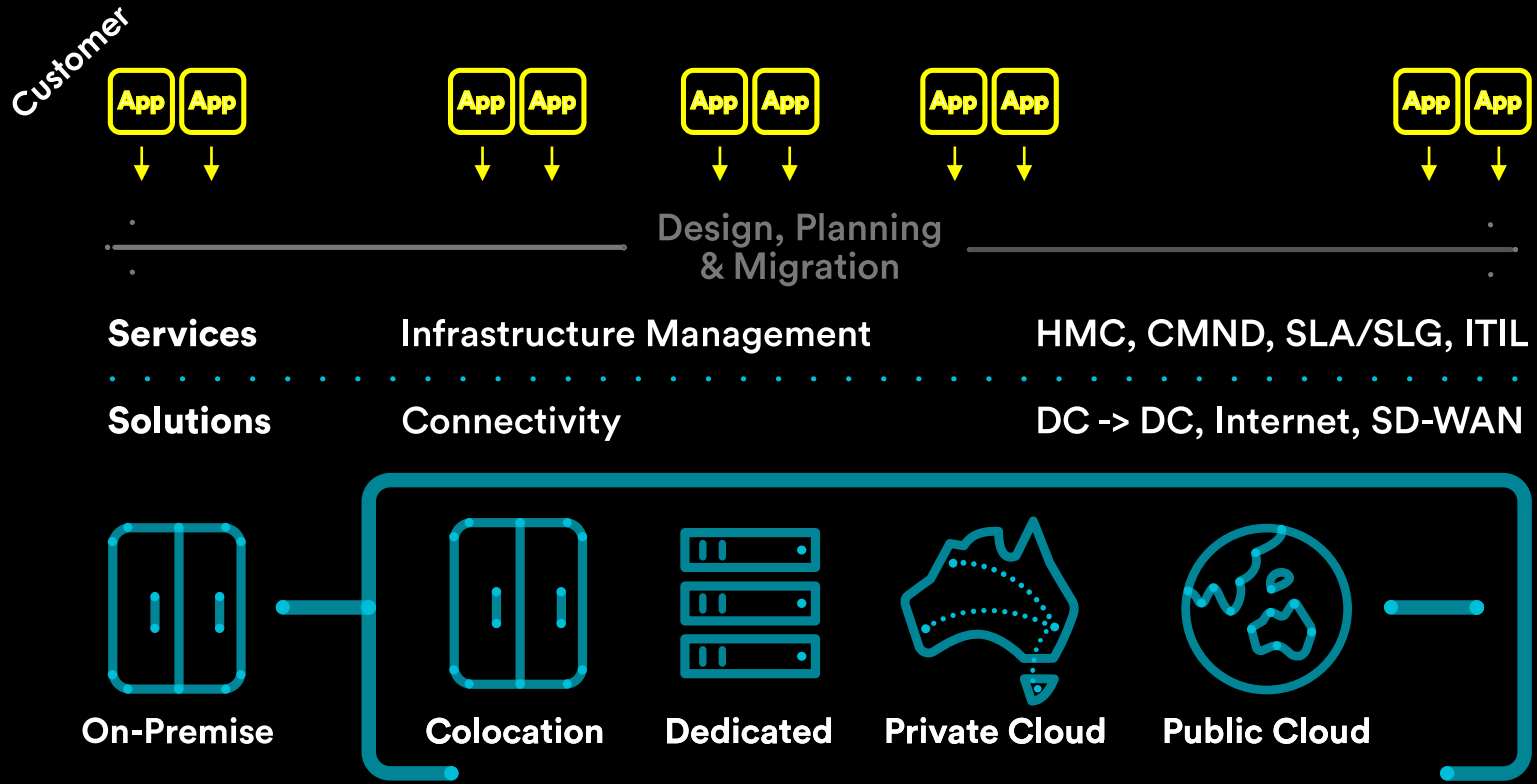 Customer
App App App App App App App App App App
Design, Planning
& Migration
Services Infrastructure Management HMC, CMND, SLA/SLG, ITIL
Solutions Connectivity DC -> DC, Internet, SD-WAN
On-Premise Colocation Dedicated Private Cloud Public Cloud